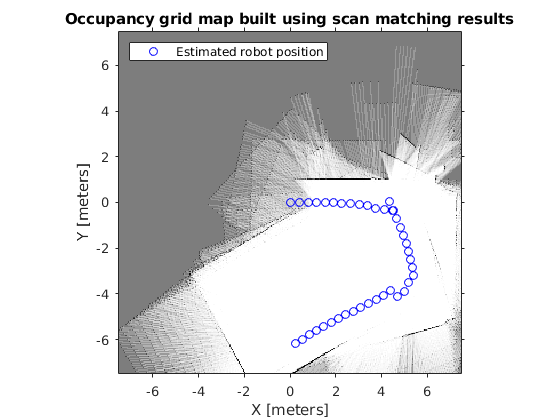 Occupancy grid map built using scan matching results
Estimated robot position
6
4
2
0
-2
-4
-6
Y [meters]
-6 -4 -2 0 2 4 6
X [meters]